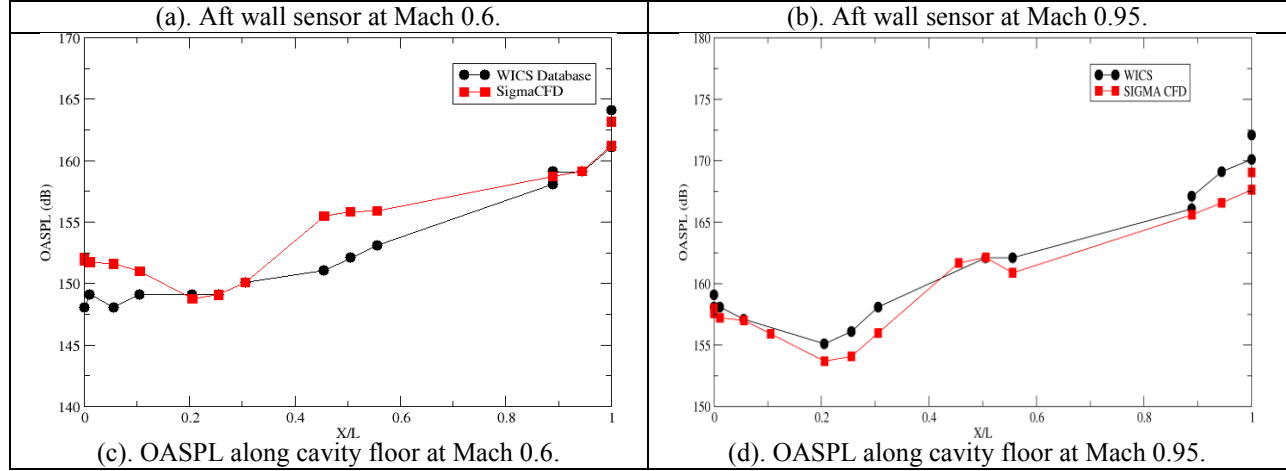 (a). Aft wall sensor at Mach 0.6.
(b). Aft wall sensor at Mach 0.95.
170
165
160
155
150
145
140
OASPL (dB)
WICS Database
SigmaCFD
0
0.2
0.4
0.6
0.8
1
X/L
(c). OASPL along cavity floor at Mach 0.6.
180
175
170
165
160
155
150
OASPL (dB)
WICS
SIGMA CFD
0
0.2
0.4
0.6
0.8
1
X/L
(d). OASPL along cavity floor at Mach 0.95.